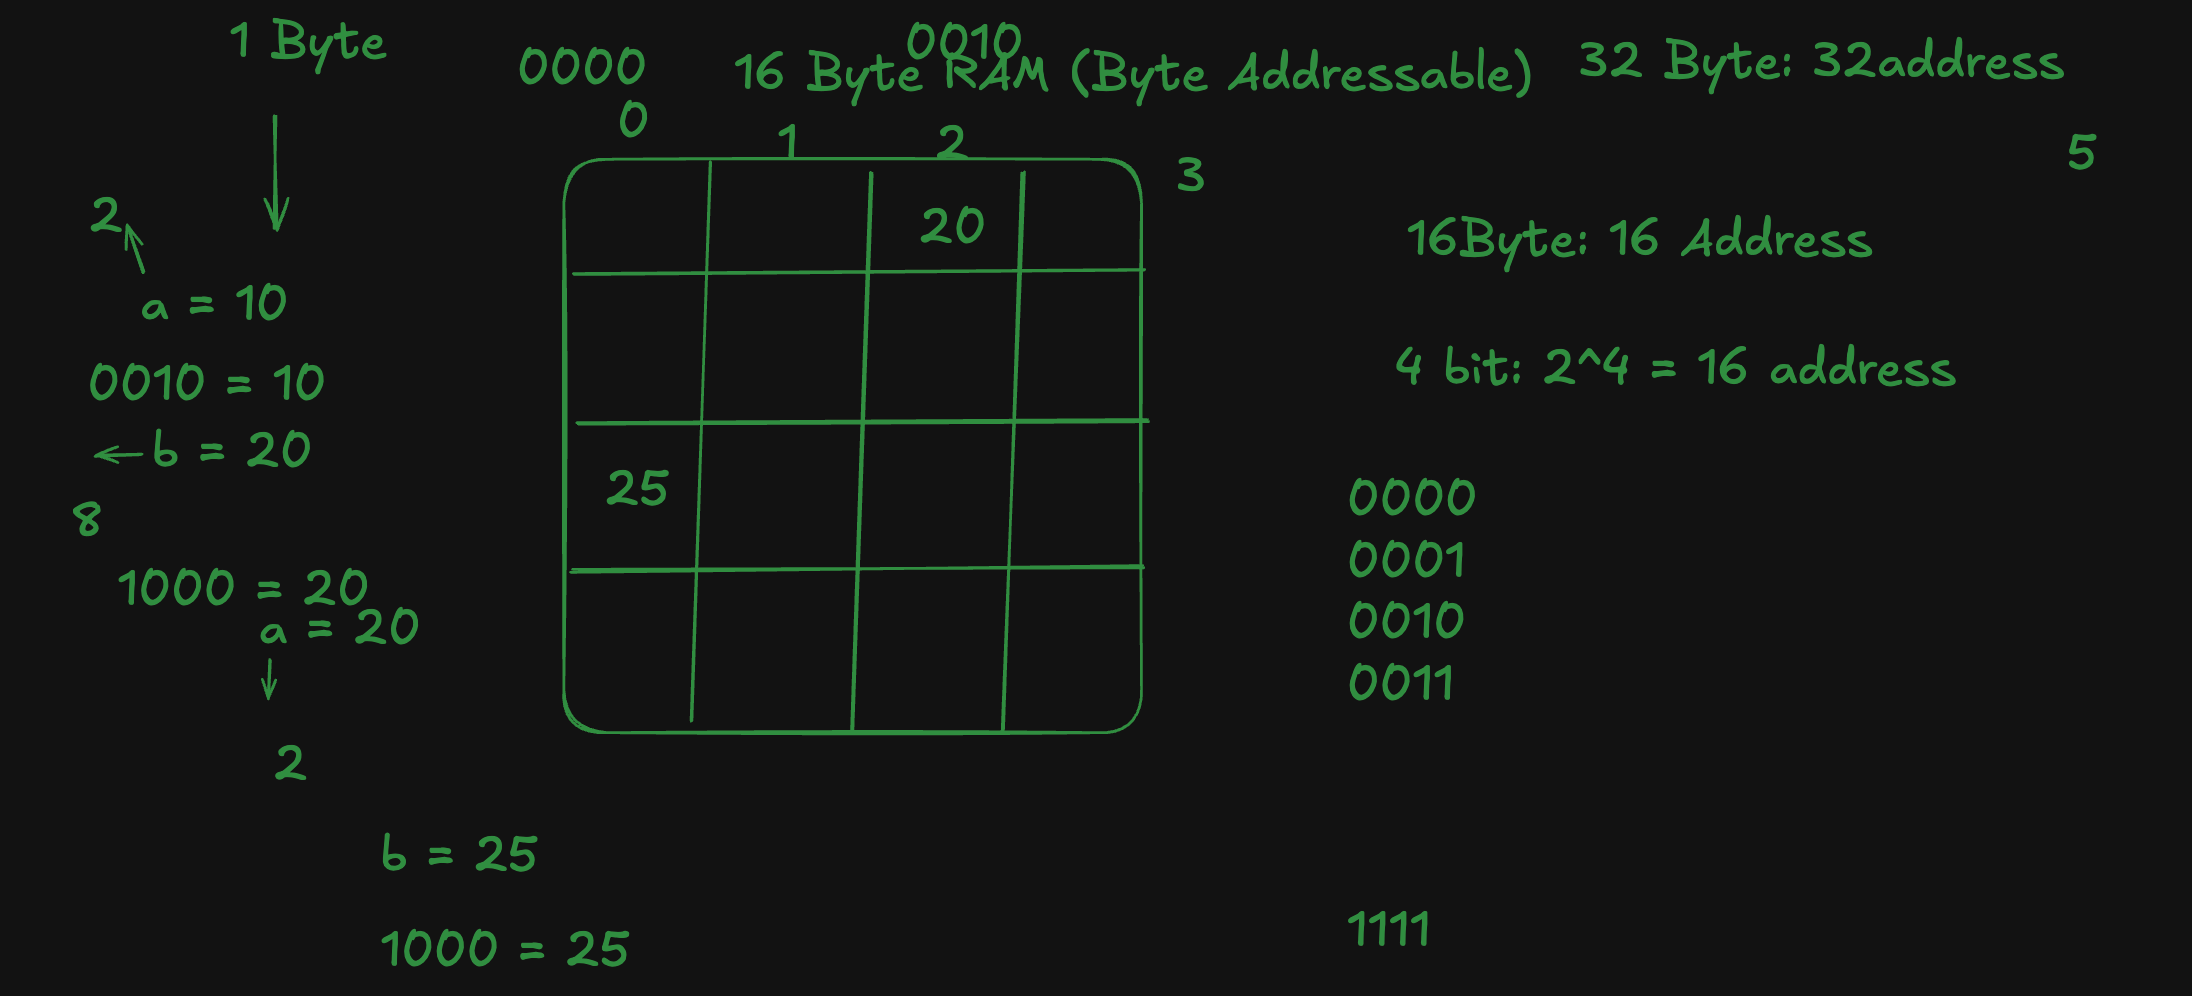 1 Byte
0000
0010
16 Byte RAM (Byte Addressable)
32 Byte: 32address
0
1
2
3
5
2
20
16Byte: 16 Address
a = 10
0010 = 10
4 bit: 2^4 = 16 address
b = 20
25
8
0000
0001
0010
0011
1000 = 20
a = 20
2
b = 25
1000 = 25
1111